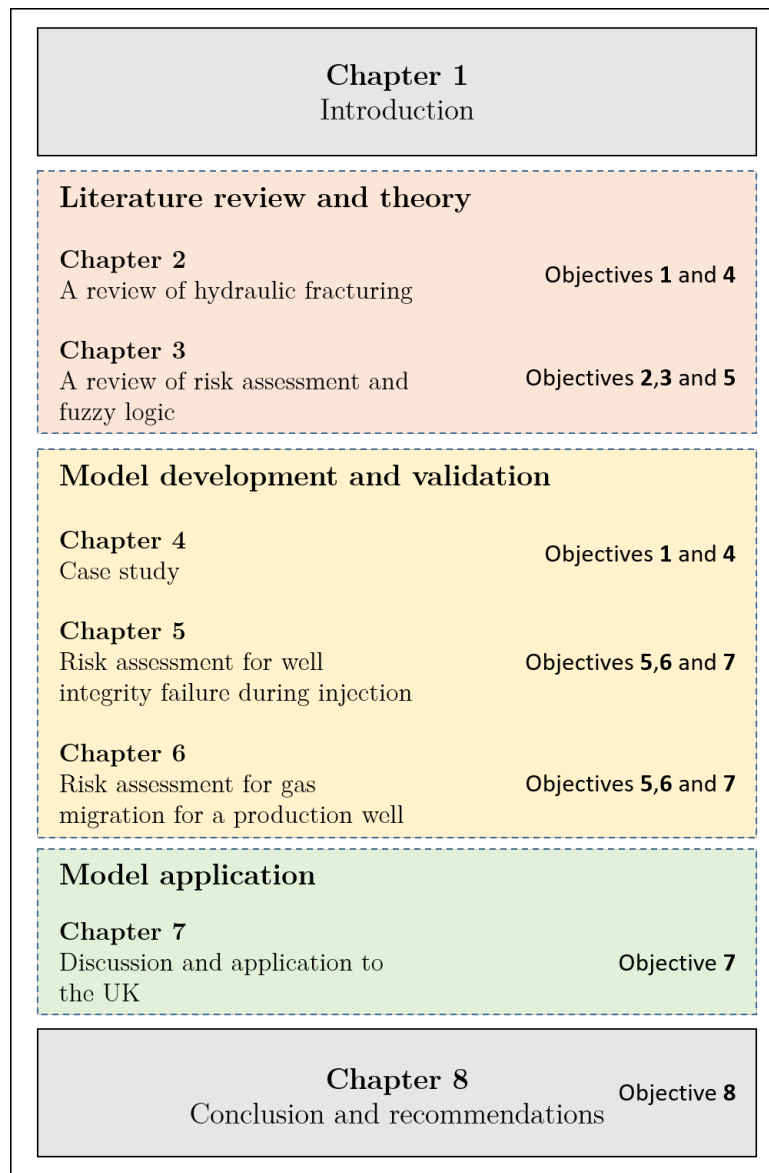 Chapter 1
Introduction
Literature review and theory
Chapter 2
A review of hydraulic fracturing
Objectives 1 and 4
Chapter 3
A review of risk assessment and
fuzzy logic
Objectives 2,3 and 5
Model development and validation
Chapter 4
Case study
Objectives 1 and 4
Chapter 5
Risk assessment for well
integrity failure during injection
Objectives 5,6 and 7
Chapter 6
Risk assessment for gas
migration for a production well
Objectives 5,6 and 7
Model application
Chapter 7
Discussion and application to
the UK
Objective 7
Chapter 8
Conclusion and recommendations
Objective 8